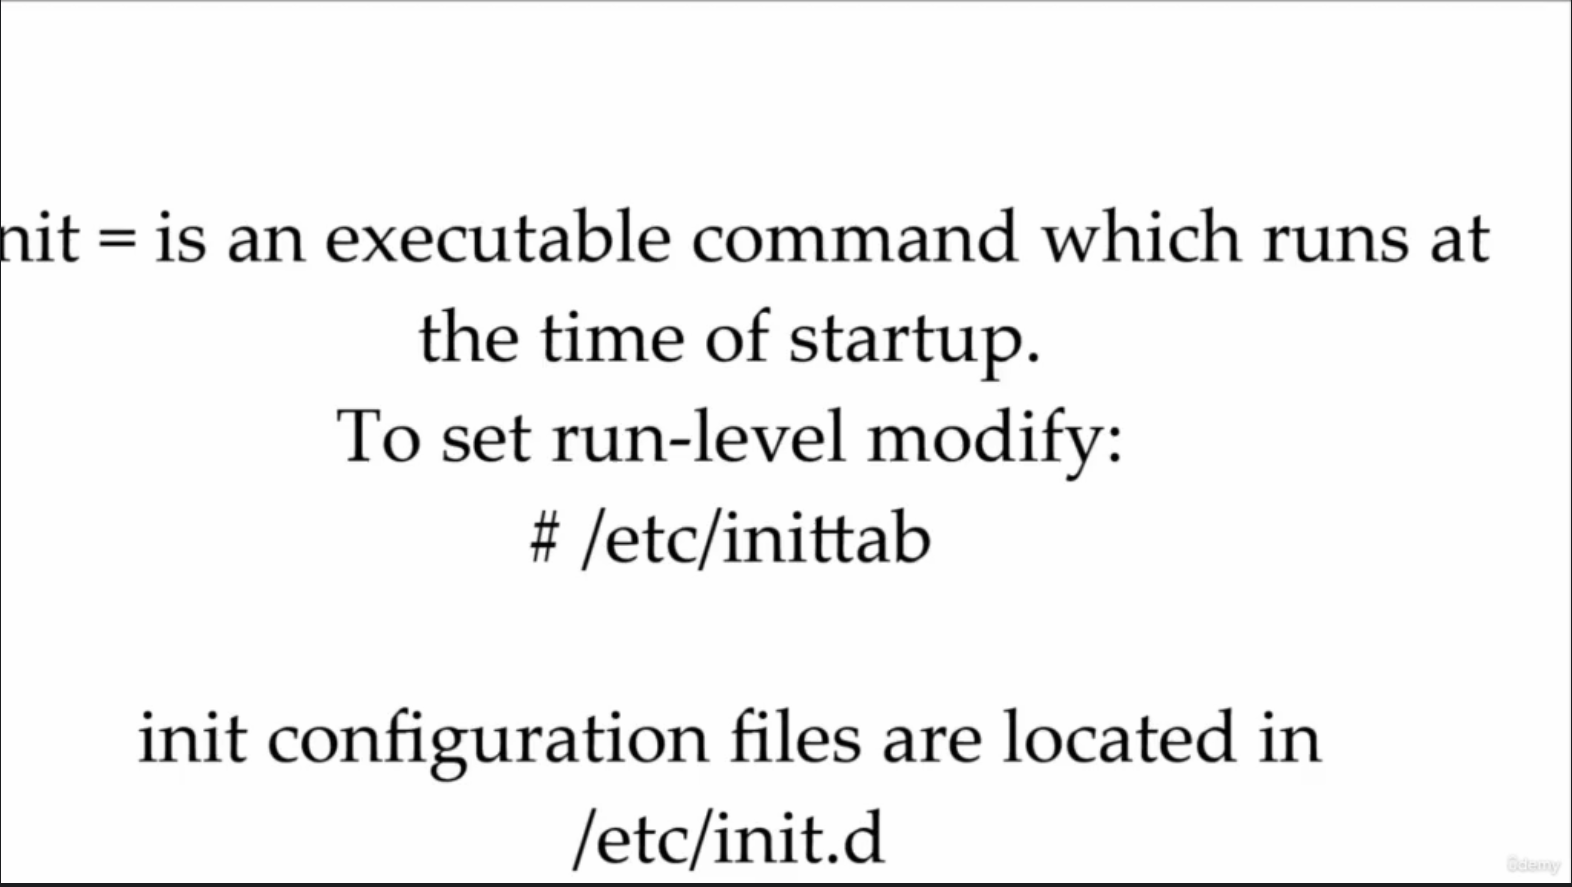 nit = is an executable command which runs at
the time of startup.
To set run-level modify:
# /etc/inittab
init configuration files are located in
/etc/init.d
ûdemy